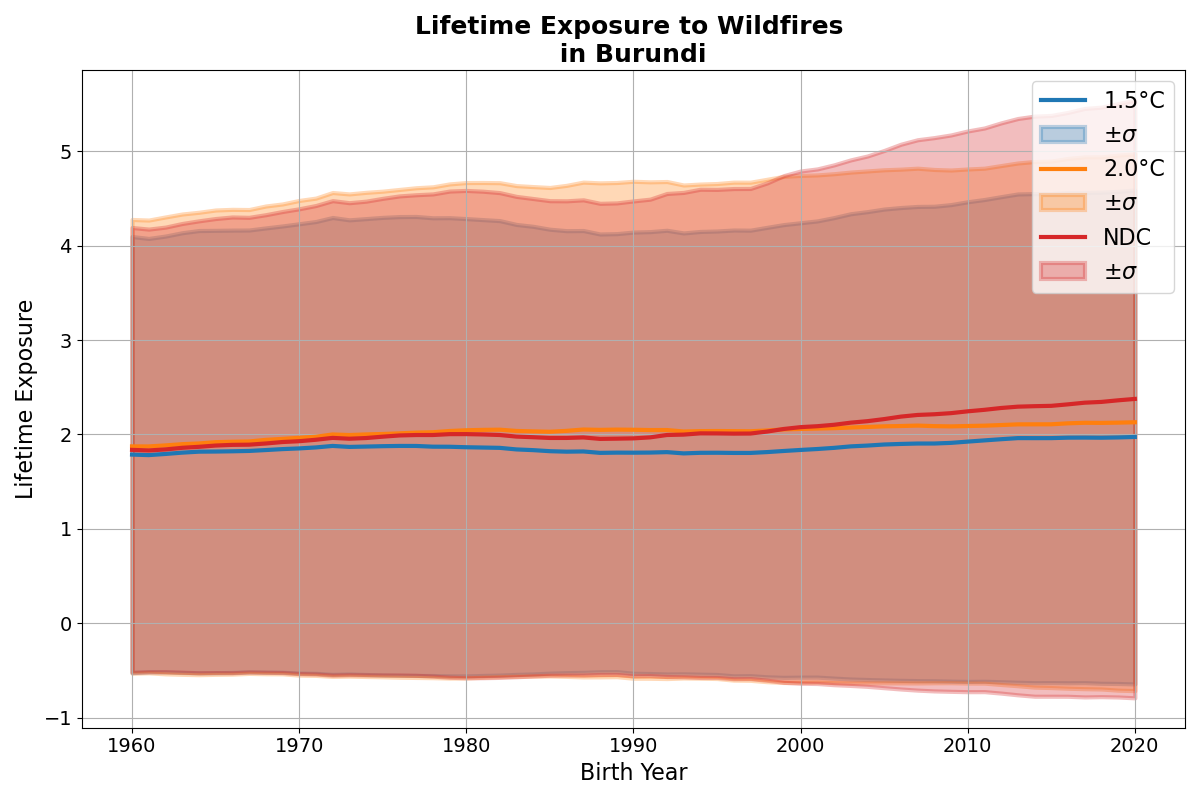 Lifetime Exposure to Wildfires
in Burundi
Lifetime Exposure
5
4
3
2
1
0
−1
1960 1970 1980 1990 2000 2010 2020
Birth Year
1.5°C
±σ
2.0°C
±σ
NDC
±σ